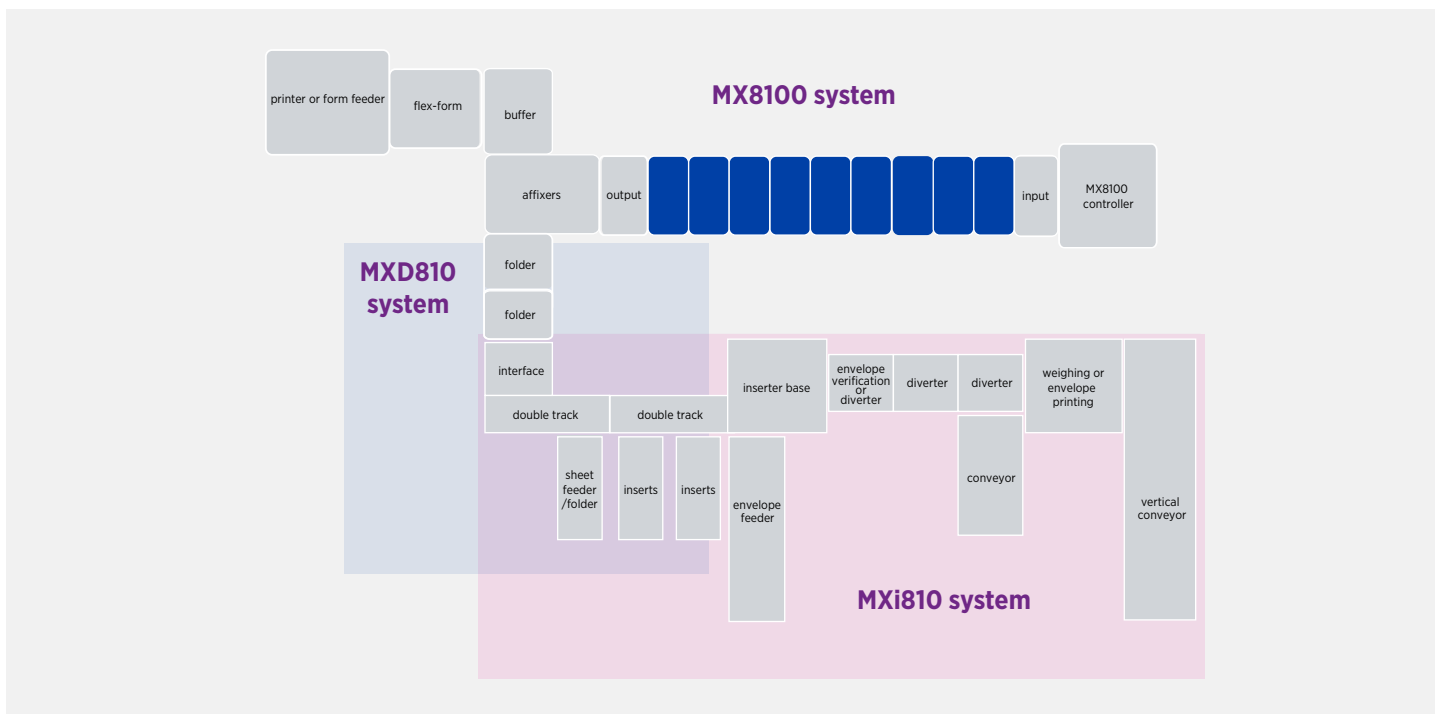 MX8100 system
printer or form feeder
flex-form
buffer
affixers
output
input
MX8100
controller
MXD810
system
folder
folder
interface
double track
double track
inserter base
envelope
verification
or
diverter
diverter
diverter
weighing or
envelope
printing
sheet
feeder
/folder
inserts
inserts
envelope
feeder
conveyor
vertical
conveyor
MXi810 system